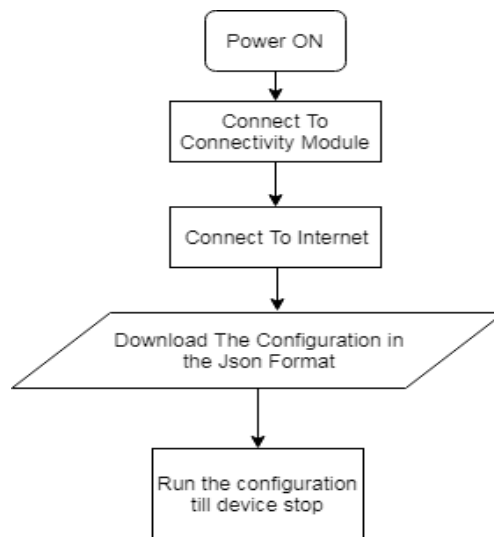 Power ON
Connect To
Connectivity Module
Connect To Internet
Download The Configuration in
the Json Format
Run the configuration
till device stop